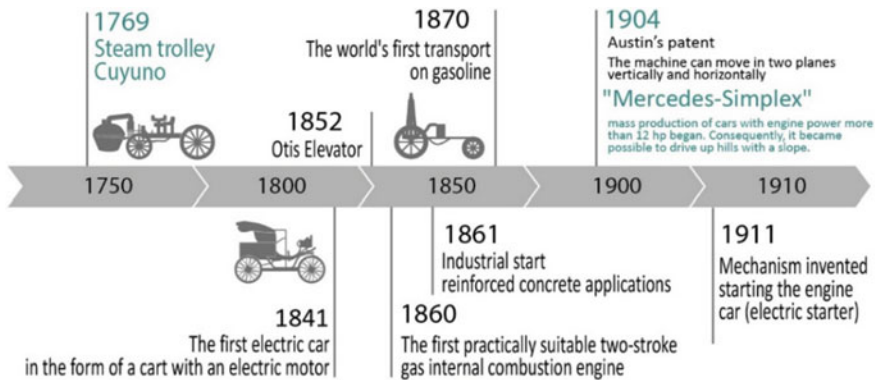 1769
Steam trolley
Cuyuno
1852
Otis Elevator
1870
The world's first transport
on gasoline
1904
Austin's patent
The machine can move in two planes
vertically and horizontally
"Mercedes-Simplex"
mass production of cars with engine power more
than 12 hp began. Consequently, it became
possible to drive up hills with a slope.
1750
1800
1850
1900
1910
1841
The first electric car
in the form of a cart with an electric motor
1860
The first practically suitable two-stroke
gas internal combustion engine
1861
Industrial start
reinforced concrete applications
1911
Mechanism invented
starting the engine
car (electric starter)